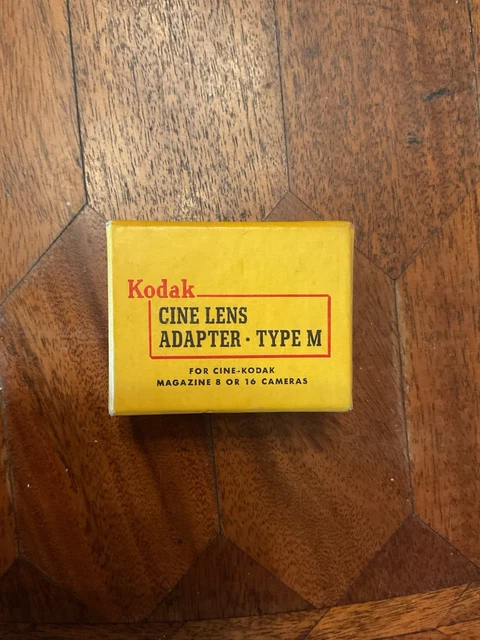 Kodak
CINE LENS
ADAPTER · TYPE M
FOR CINE-KODAK
MAGAZINE 8 OR 16 CAMERAS